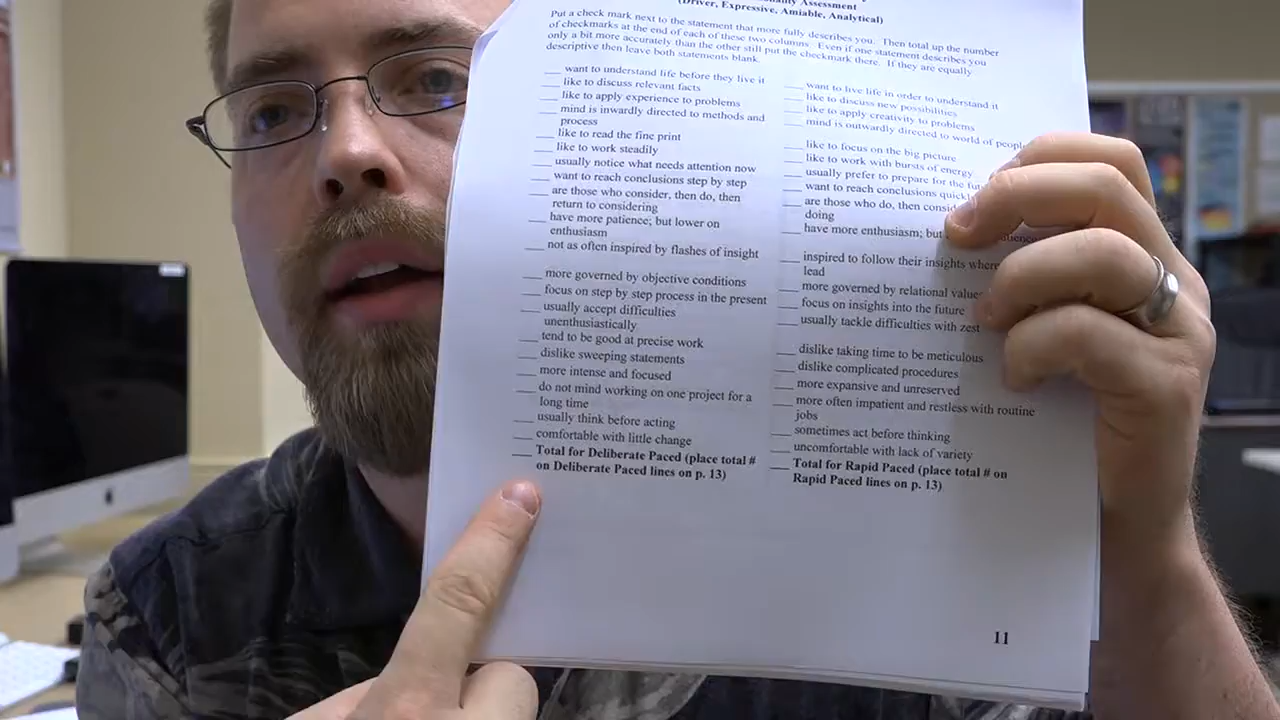 Assessment
(Driver, Expressive, Amiable, Analytical)
Put a check mark next to the statement that more fully describes you. Then total up the number
of checkmarks at the end of each of these two columns. Even if one statement describes you
only a bit more accurately than the other still put the checkmark there. If they are equally
descriptive then leave both statements blank.
___ want to understand life before they live it
___ like to discuss relevant facts
___ like to apply experience to problems
___ mind is inwardly directed to methods and
process
___ like to read the fine print
___ like to work steadily
___ usually notice what needs attention now
___ want to reach conclusions step by step
___ are those who consider, then do, then
return to considering
___ have more patience; but lower on
enthusiasm
___ not as often inspired by flashes of insight
___ more governed by objective conditions
___ focus on step by step process in the present
___ usually accept difficulties
unenthusiastically
___ tend to be good at precise work
___ dislike sweeping statements
___ more intense and focused
___ do not mind working on one project for a
long time
___ usually think before acting
___ comfortable with little change
___ Total for Deliberate Paced (place total #
on Deliberate Paced lines on p. 13)
___ want to live life in order to understand it
___ like to discuss new possibilities
___ like to apply creativity to problems
___ mind is outwardly directed to world of people
___ like to focus on the big picture
___ like to work with bursts of energy
___ usually prefer to prepare for the
___ want to reach conclusions
___ are those who do, then
doing
___ have more enthusiasm; but
___ inspired to follow their insights
lead
___ more governed by relational
___ focus on insights into the future
___ usually tackle difficulties with zest
___ dislike taking time to be meticulous
___ dislike complicated procedures
___ more expansive and unreserved
___ more often impatient and restless with routine
jobs
___ sometimes act before thinking
___ uncomfortable with lack of variety
___ Total for Rapid Paced (place total # on
Rapid Paced lines on p. 13)
11